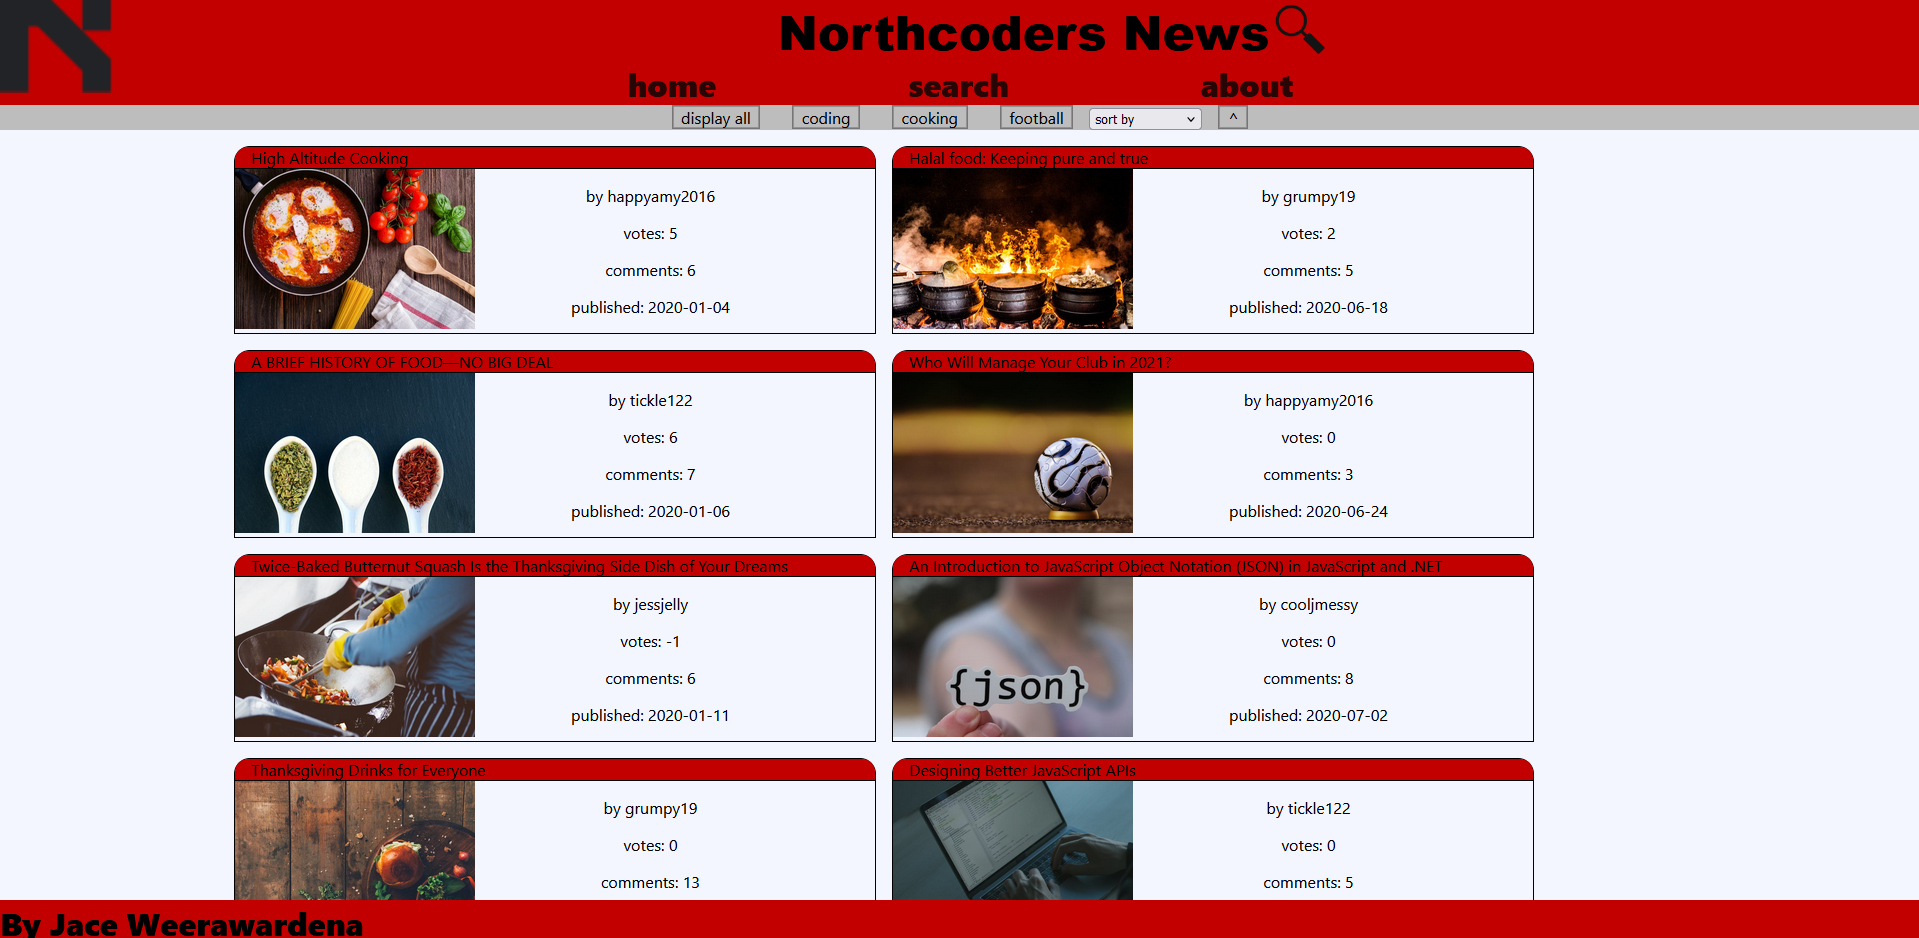 Northcoders News
home search about
display all coding cooking football sort by ^
High Altitude Cooking
by happyamy2016
votes: 5
comments: 6
published: 2020-01-04
Halal food: Keeping pure and true
by grumpy19
votes: 2
comments: 5
published: 2020-06-18
A BRIEF HISTORY OF FOOD—NO BIG DEAL
by tickle122
votes: 6
comments: 7
published: 2020-01-06
Who Will Manage Your Club in 2021?
by happyamy2016
votes: 0
comments: 3
published: 2020-06-24
Twice-Baked Butternut Squash Is the Thanksgiving Side Dish of Your Dreams
by jessjelly
votes: -1
comments: 6
published: 2020-01-11
An Introduction to JavaScript Object Notation (JSON) in JavaScript and .NET
{json}
by cooljmessy
votes: 0
comments: 8
published: 2020-07-02
Thanksgiving Drinks for Everyone
by grumpy19
votes: 0
comments: 13
Designing Better JavaScript APIs
by tickle122
votes: 0
comments: 5
By Jace Weerawardena